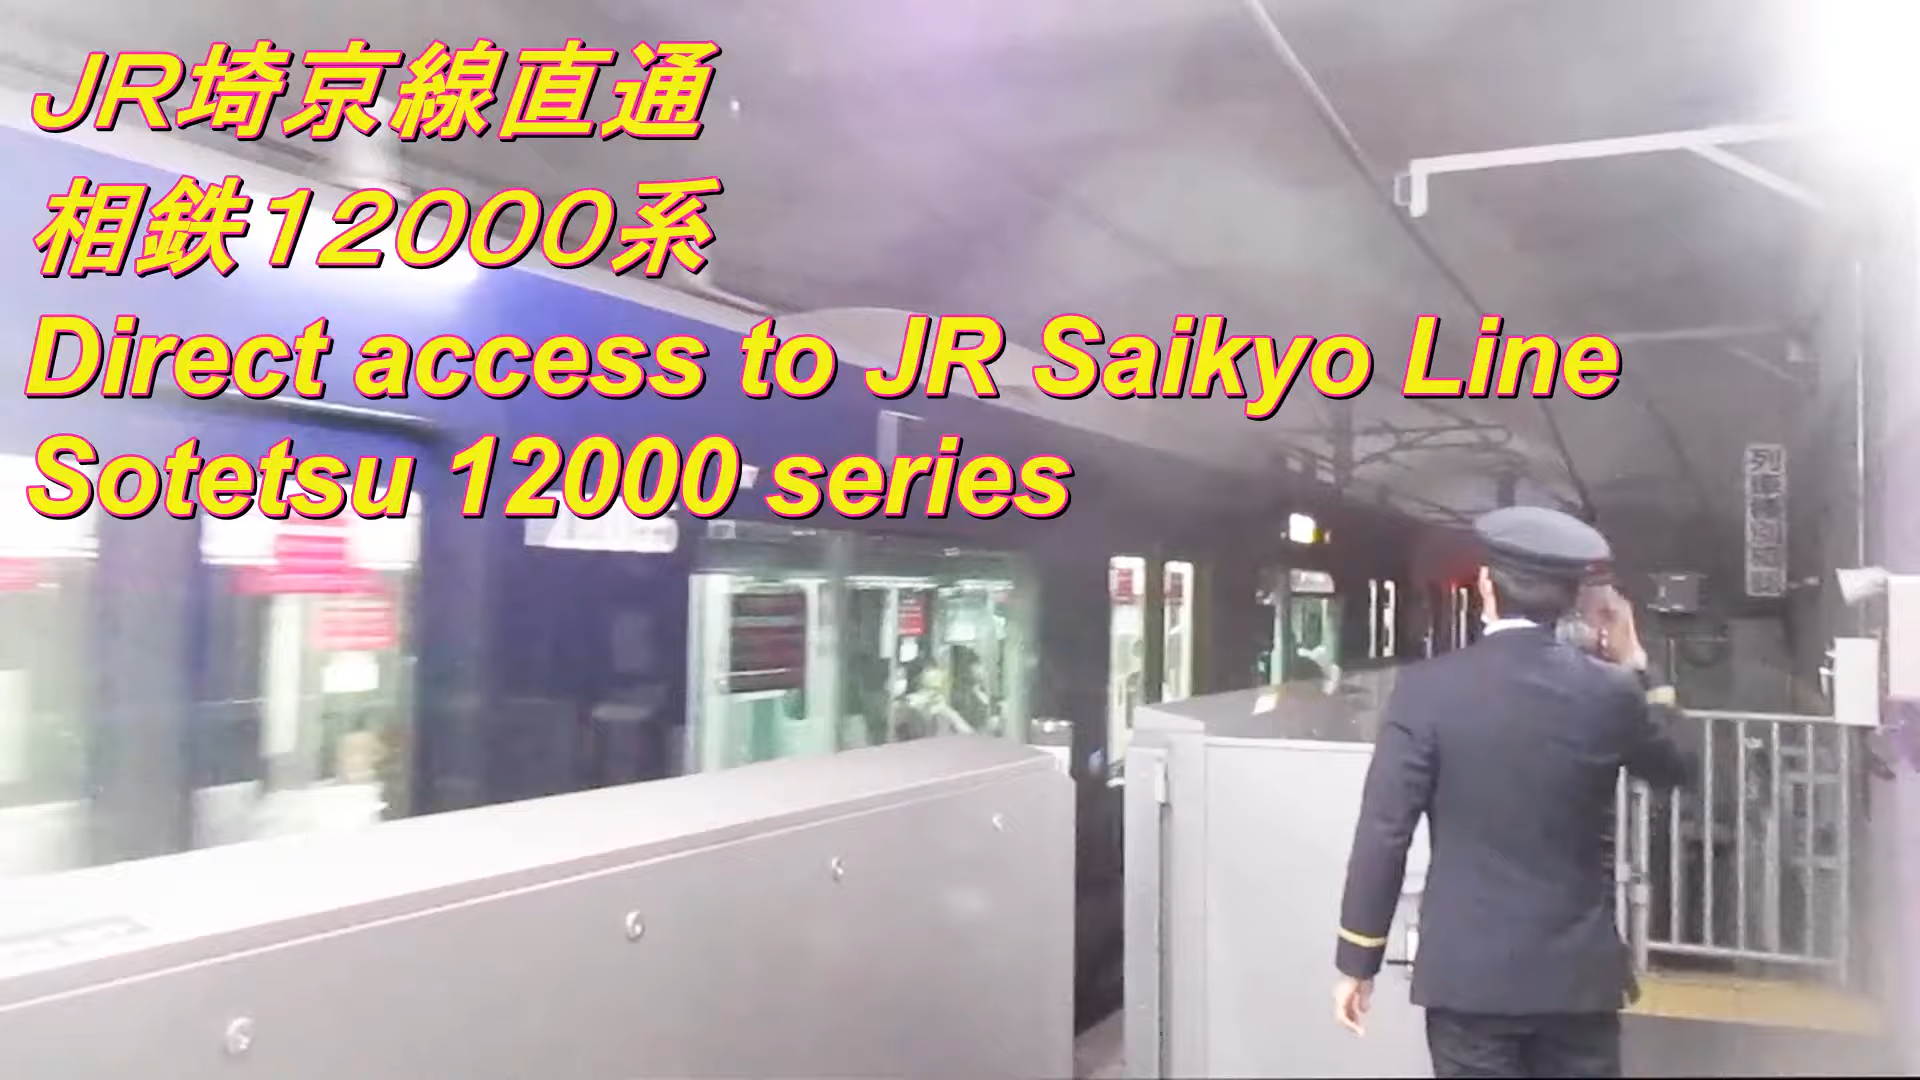 JR埼京線直通
相鉄12000系
Direct access to JR Saikyo Line
Sotetsu 12000 series